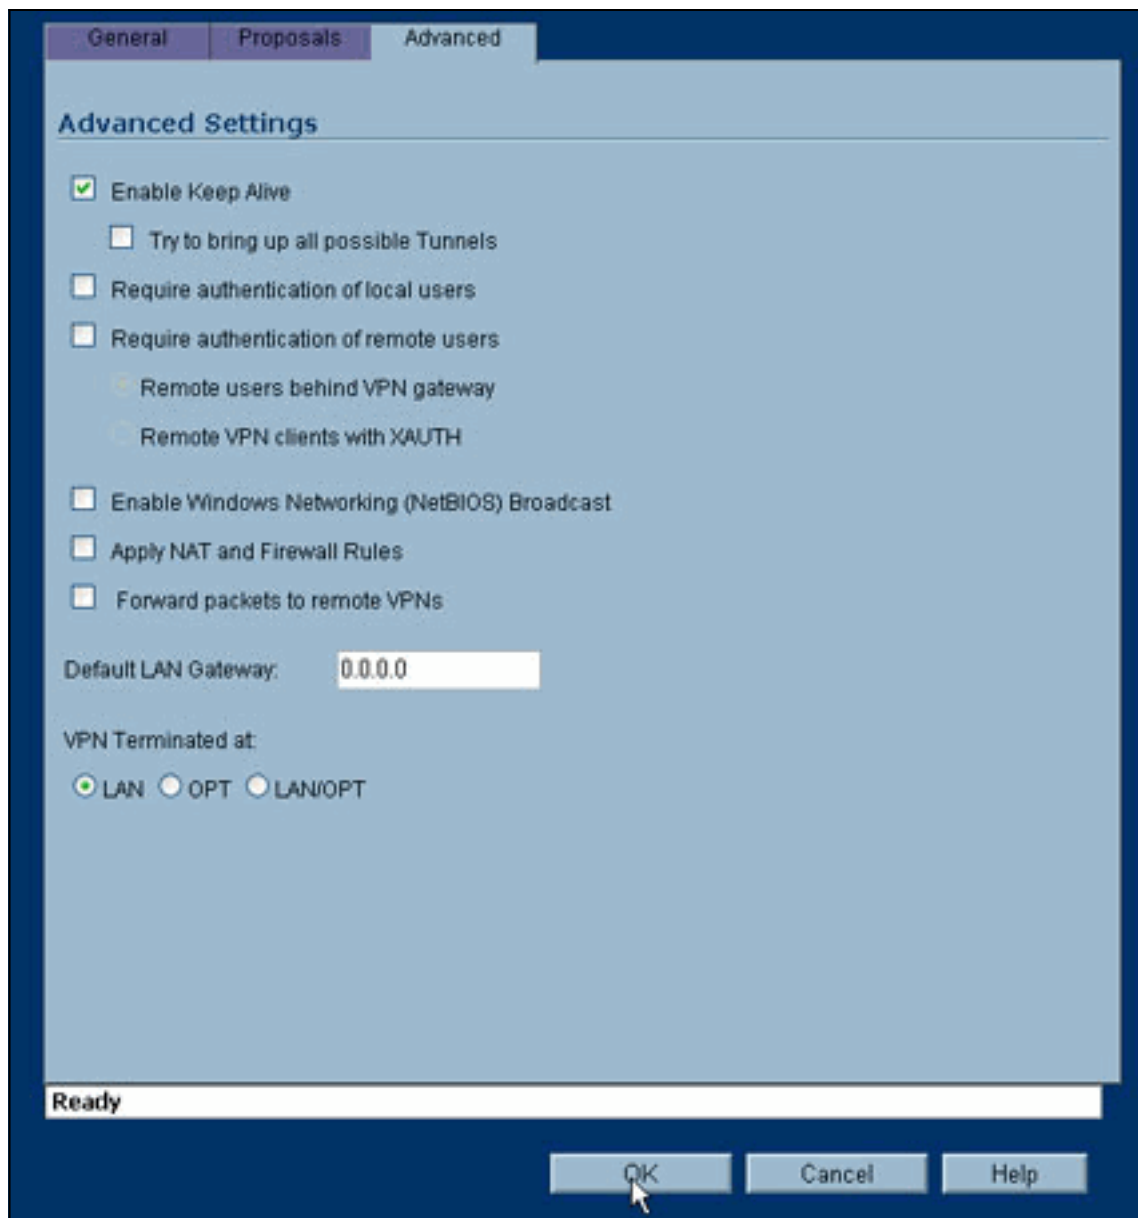 General Proposals Advanced
Advanced Settings
Enable Keep Alive
Try to bring up all possible Tunnels
Require authentication of local users
Require authentication of remote users
Remote users behind VPN gateway
Remote VPN clients with XAUTH
Enable Windows Networking (NetBIOS) Broadcast
Apply NAT and Firewall Rules
Forward packets to remote VPNs
Default LAN Gateway: 0.0.0.0
VPN Terminated at:
LAN OPT LAN/OPT
Ready
OK Cancel Help